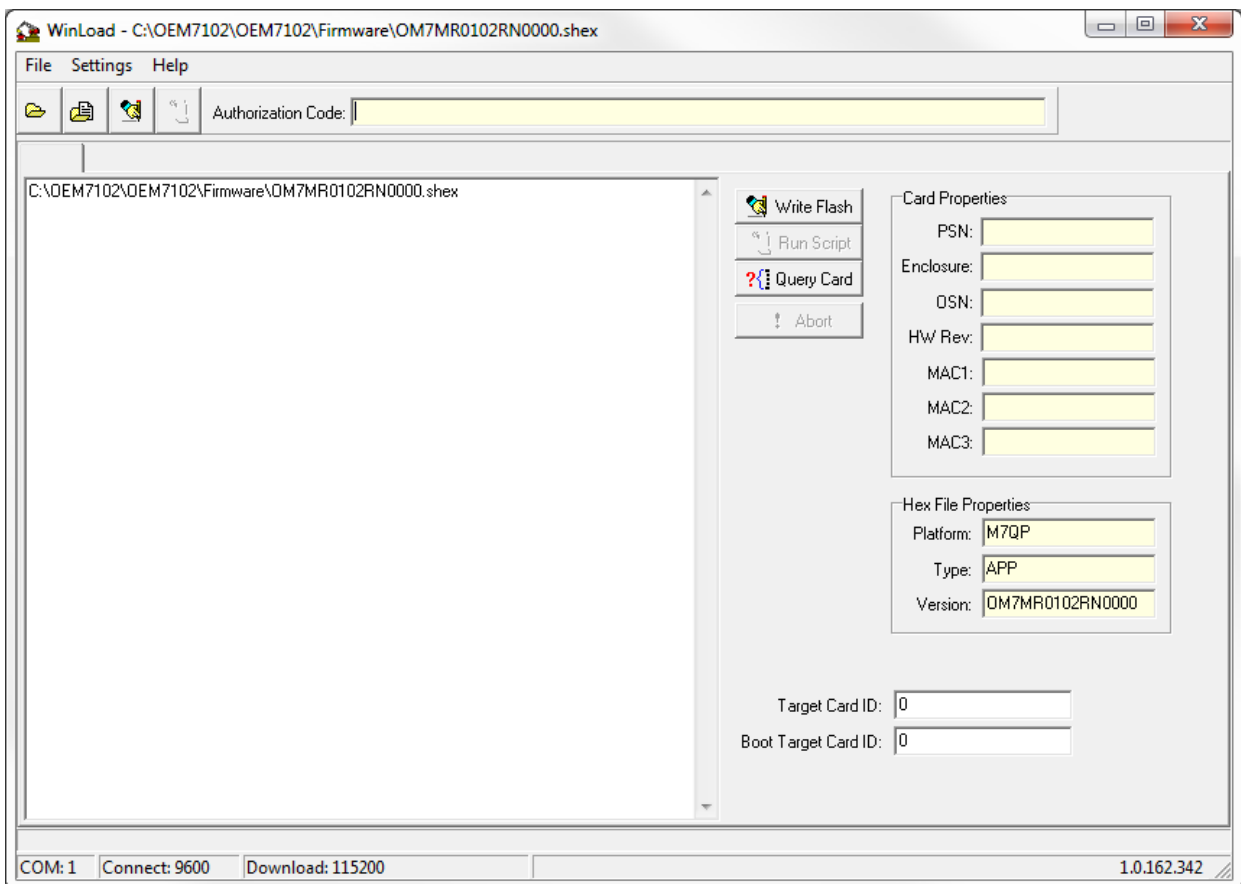 WinLoad - C:\OEM7102\OEM7102\Firmware\OM7MR0102RN0000.shex
File Settings Help
Authorization Code:
C:\OEM7102\OEM7102\Firmware\OM7MR0102RN0000.shex
Write Flash
Run Script
?{ Query Card
! Abort
Card Properties
PSN:
Enclosure:
OSN:
HW Rev:
MAC1:
MAC2:
MAC3:
Hex File Properties
Platform: M7QP
Type: APP
Version: OM7MR0102RN0000
Target Card ID: 0
Boot Target Card ID: 0
COM: 1 Connect: 9600 Download: 115200 1.0.162.342